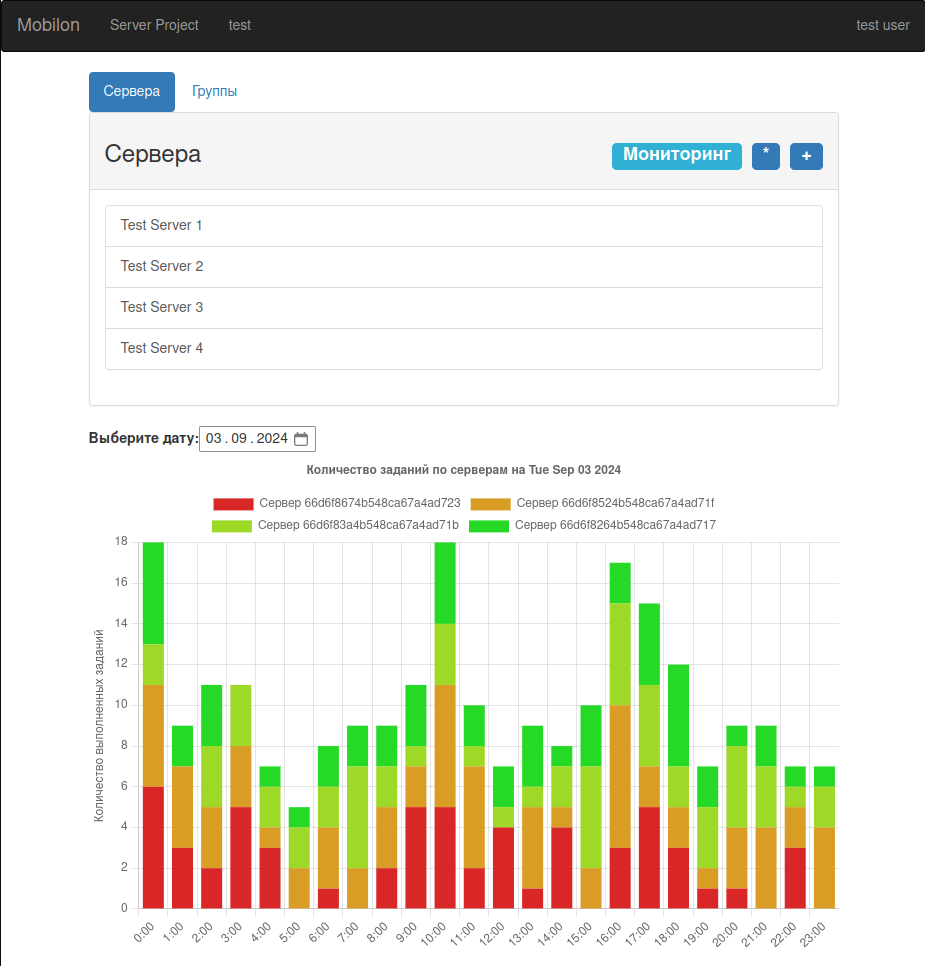 Mobilon Server Project test test user
Сервера Группы
Сервера Мониторинг * +
Test Server 1
Test Server 2
Test Server 3
Test Server 4
Выберите дату: 03.09.2024
Количество заданий по серверам на Tue Sep 03 2024
Сервер 66d6f8674b548ca67a4ad723 Сервер 66d6f8524b548ca67a4ad71f
Сервер 66d6f83a4b548ca67a4ad71b Сервер 66d6f8264b548ca67a4ad717
Количество выполненных заданий
18
16
14
12
10
8
6
4
2
0
0:00 1:00 2:00 3:00 4:00 5:00 6:00 7:00 8:00 9:00 10:00 11:00 12:00 13:00 14:00 15:00 16:00 17:00 18:00 19:00 20:00 21:00 22:00 23:00